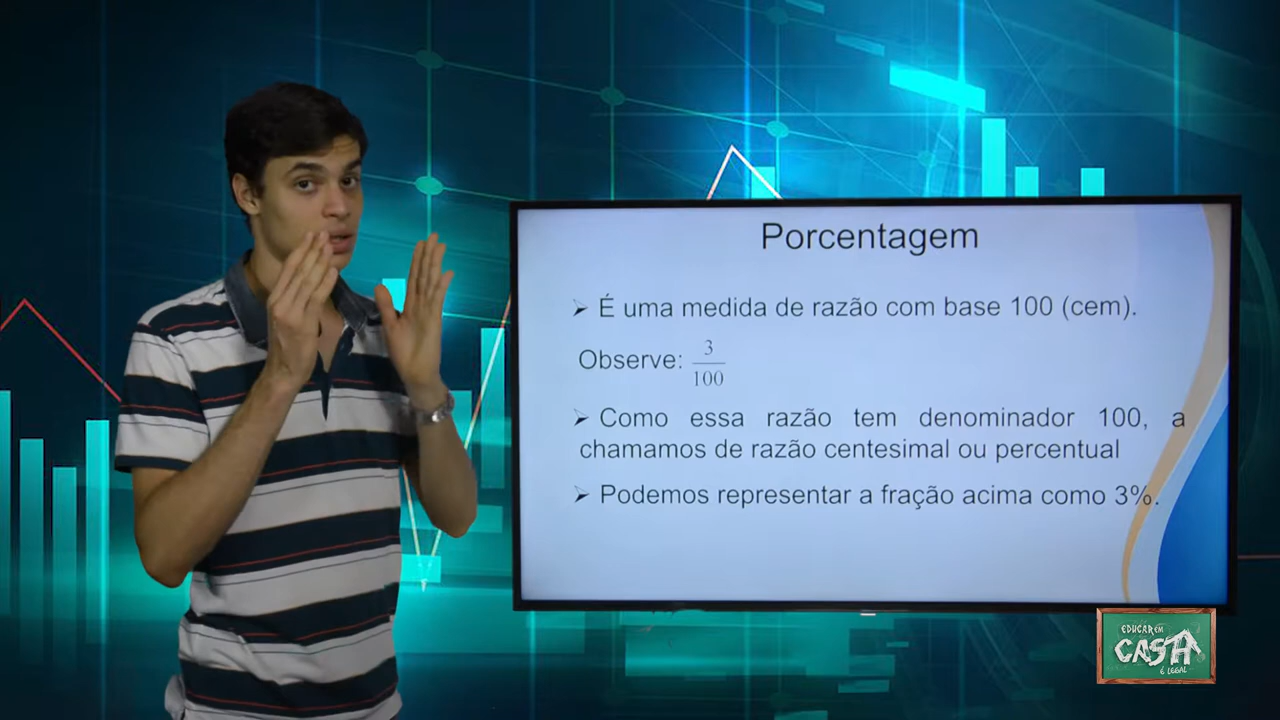 Porcentagem
➢ É uma medida de razão com base 100 (cem).
Observe: 3/100
➢ Como essa razão tem denominador 100, a
chamamos de razão centesimal ou percentual
➢ Podemos representar a fração acima como 3%.
EDUCAR EM
CASA
É LEGAL